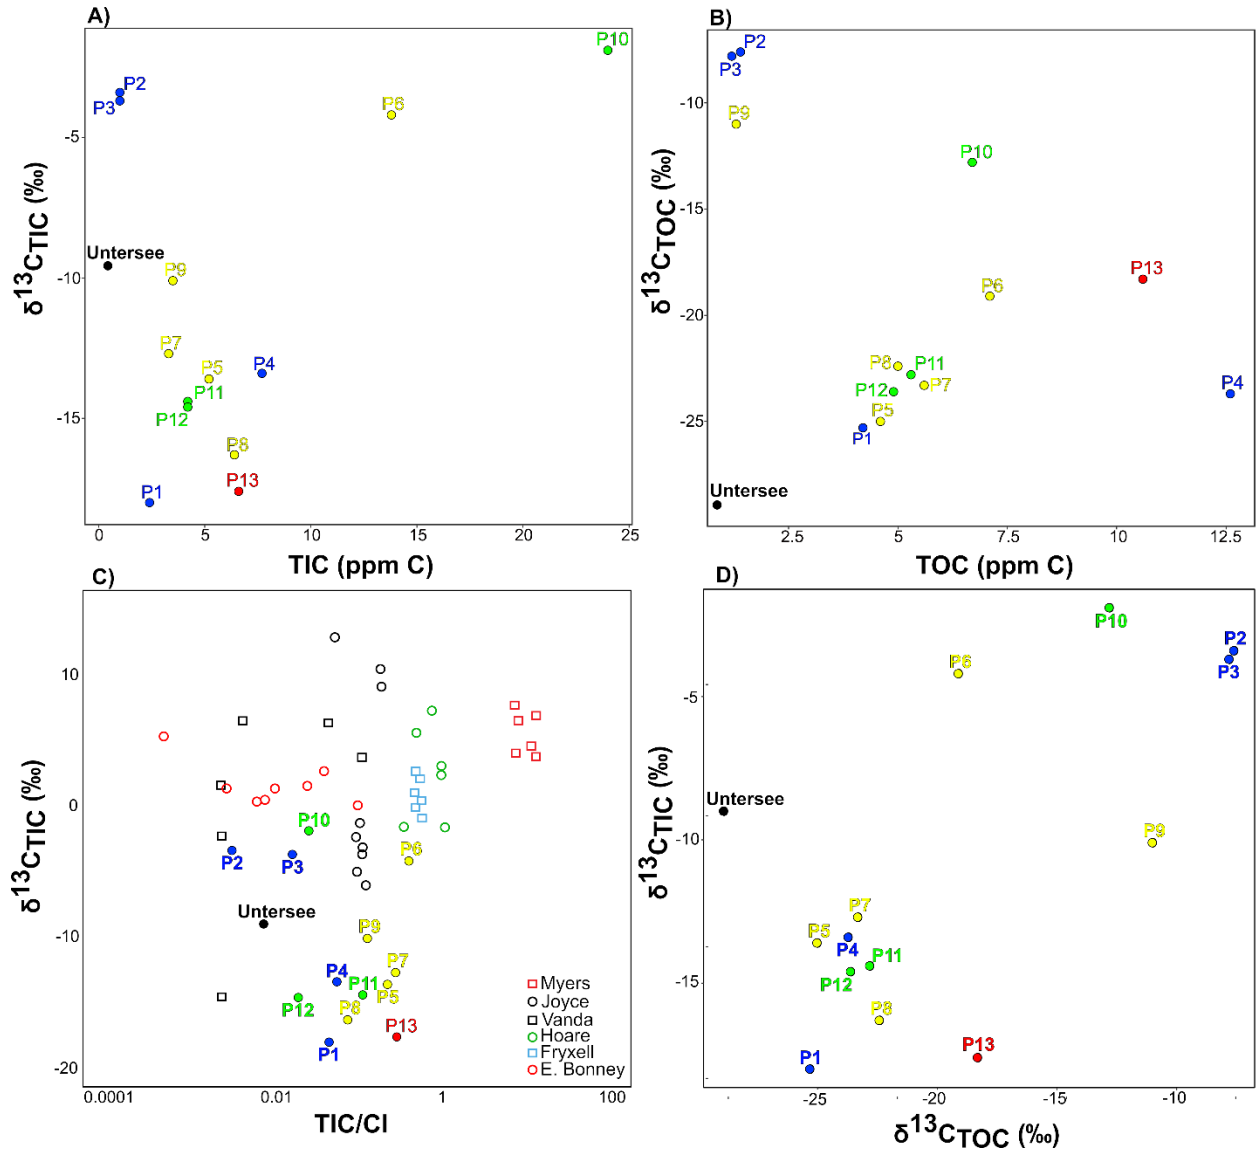 A)
P10
P2
P3
P6
-5
Untersee
P9
-10
P7
P5
P4
P11
P12
-15
P8
P13
P1
0
5
10
15
20
25
δ13CTIC (‰)
TIC (ppm C)
B)
P2
P3
P9
-10
P10
-15
P13
P6
-20
P8
P11
P12
P7
P4
P5
-25
P1
Untersee
2.5
5
7.5
10
12.5
δ13CTOC (‰)
TOC (ppm C)
C)
10
0
P10
P2
P3
P6
Untersee
P9
-10
P4
P7
P11
P5
P12
P8
P13
P1
-20
Myers
Joyce
Vanda
Hoare
Fryxell
E. Bonney
0.0001
0.01
1
100
δ13CTIC (‰)
TIC/Cl
D)
P10
P2
P3
P6
-5
Untersee
P9
-10
P7
P5
P4
P11
P12
-15
P8
P13
P1
-25
-20
-15
-10
δ13CTIC (‰)
δ13CTOC (‰)